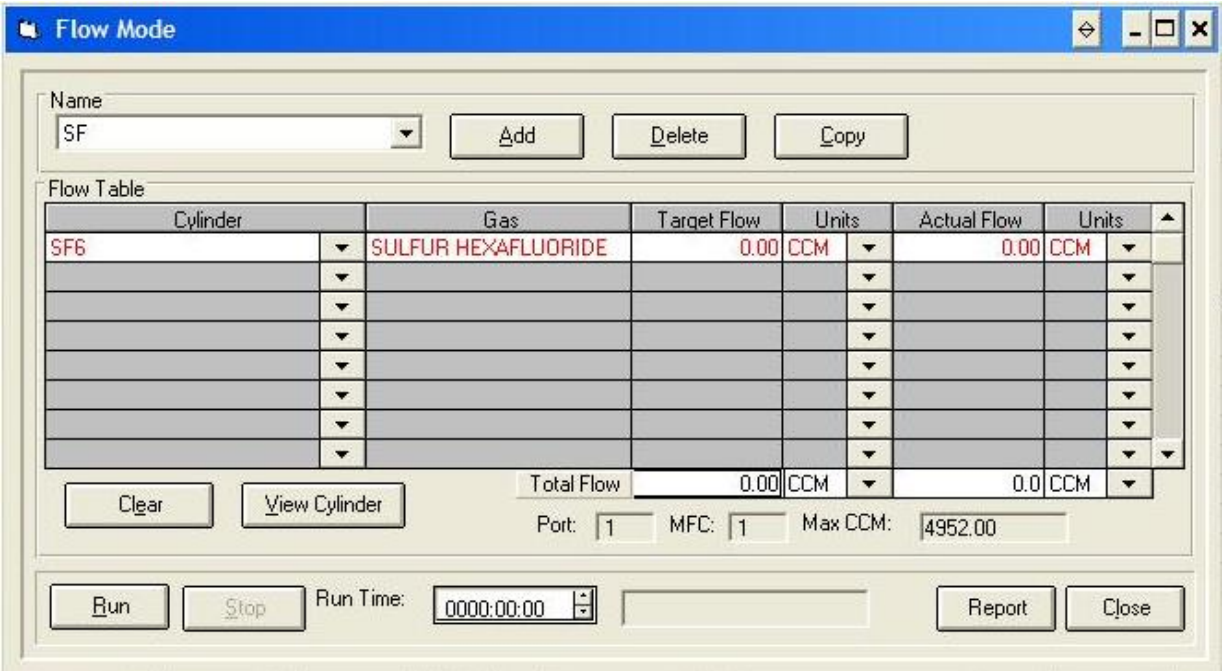 Flow Mode
Name
SF Add Delete Copy
Flow Table
Cylinder Gas Target Flow Units Actual Flow Units
SF6 SULFUR HEXAFLUORIDE 0.00 CCM 0.00 CCM
Total Flow 0.00 CCM 0.0 CCM
Clear View Cylinder
Port: 1 MFC: 1 Max CCM: 4952.00
Run Stop Run Time: 0000:00:00 Report Close